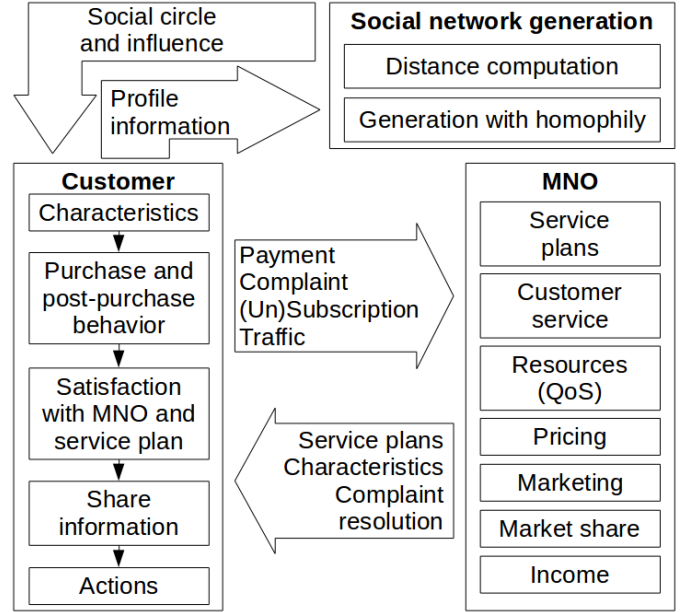 Social circle
and influence
Profile
information
Social network generation
Distance computation
Generation with homophily
Customer
Characteristics
Purchase and
post-purchase
behavior
Satisfaction
with MNO and
service plan
Share
information
Actions
Payment
Complaint
(Un)Subscription
Traffic
Service plans
Characteristics
Complaint
resolution
MNO
Service
plans
Customer
service
Resources
(QoS)
Pricing
Marketing
Market share
Income